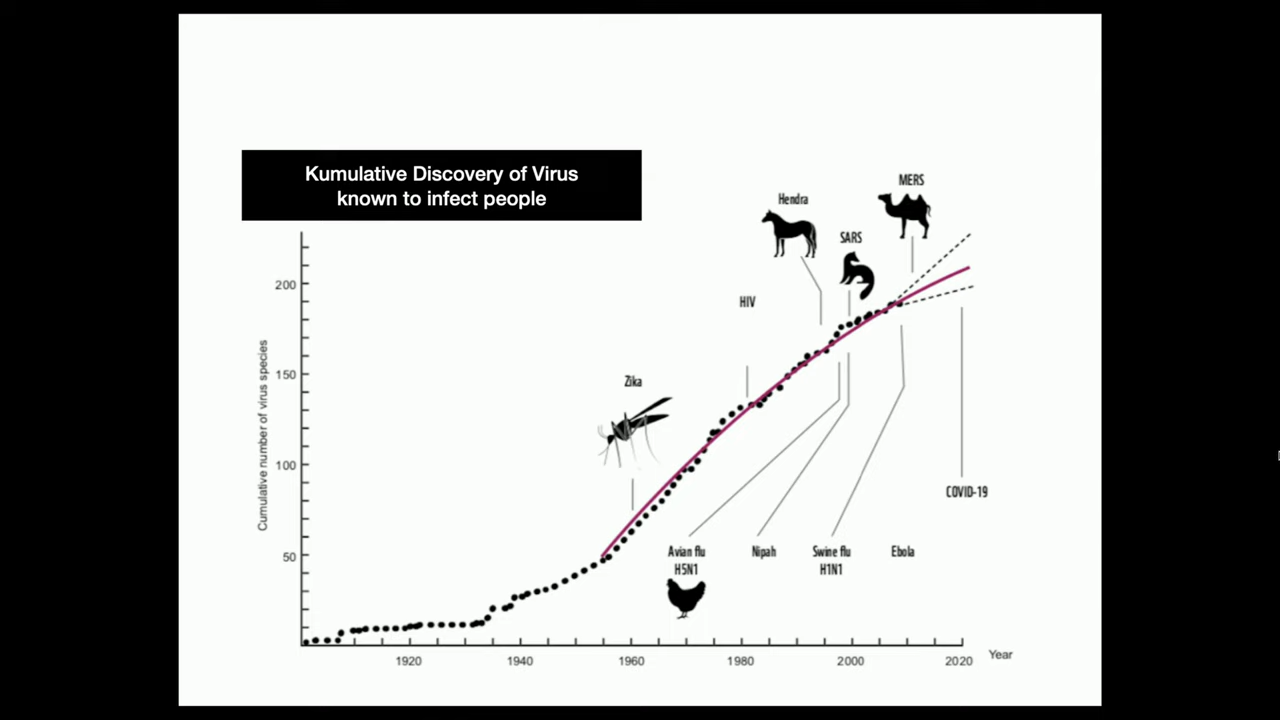 Kumulative Discovery of Virus
known to infect people
MERS
Hendra
SARS
HIV
Zika
Cumulative number of virus species
200
150
100
50
COVID-19
Avian flu
H5N1
Nipah
Swine flu
H1N1
Ebola
1920
1940
1960
1980
2000
2020
Year